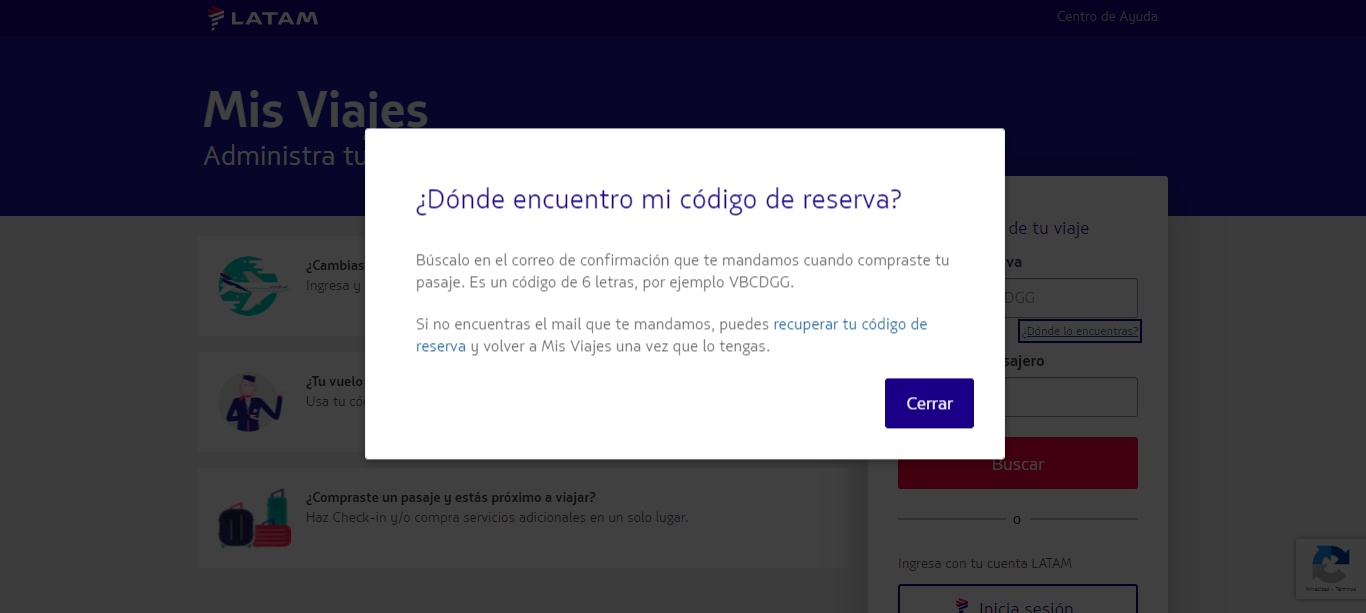 LATAM
Centro de Ayuda
Mis Viajes
Administra tu
¿Dónde encuentro mi código de reserva?
Búscalo en el correo de confirmación que te mandamos cuando compraste tu
pasaje. Es un código de 6 letras, por ejemplo VBCDGG.
Si no encuentras el mail que te mandamos, puedes recuperar tu código de
reserva y volver a Mis Viajes una vez que lo tengas.
Cerrar
¿Cambias
Ingresa y
¿Tu vuelo
Usa tu có
¿Compraste un pasaje y estás próximo a viajar?
Haz Check-in y/o compra servicios adicionales en un solo lugar.
de tu viaje
rva
DGG
¿Dónde lo encuentras?
sajero
Buscar
o
Ingresa con tu cuenta LATAM
Inicia sesión
Privacidad - Términos